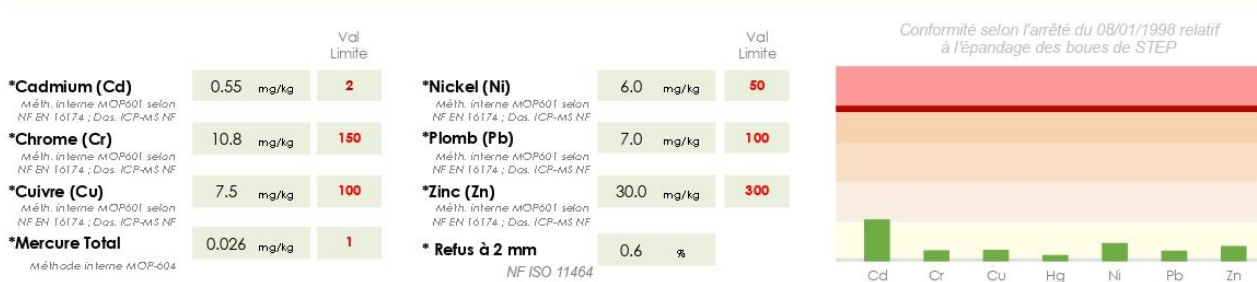 Val
Limite
*Cadmium (Cd) 0.55 mg/kg 2
Méth. interne MOP601 selon
NF EN 16174 ; Dos. ICP-MS NF
*Chrome (Cr) 10.8 mg/kg 150
Méth. interne MOP601 selon
NF EN 16174 ; Dos. ICP-MS NF
*Cuivre (Cu) 7.5 mg/kg 100
Méth. interne MOP601 selon
NF EN 16174 ; Dos. ICP-MS NF
*Mercure Total 0.026 mg/kg 1
Méthode interne MOP-604
Val
Limite
*Nickel (Ni) 6.0 mg/kg 50
Méth. interne MOP601 selon
NF EN 16174 ; Dos. ICP-MS NF
*Plomb (Pb) 7.0 mg/kg 100
Méth. interne MOP601 selon
NF EN 16174 ; Dos. ICP-MS NF
*Zinc (Zn) 30.0 mg/kg 300
Méth. interne MOP601 selon
NF EN 16174 ; Dos. ICP-MS NF
* Refus à 2 mm 0.6 %
NF ISO 11464
Conformité selon l'arrêté du 08/01/1998 relatif
à l'épandage des boues de STEP
Cd Cr Cu Hg Ni Pb Zn